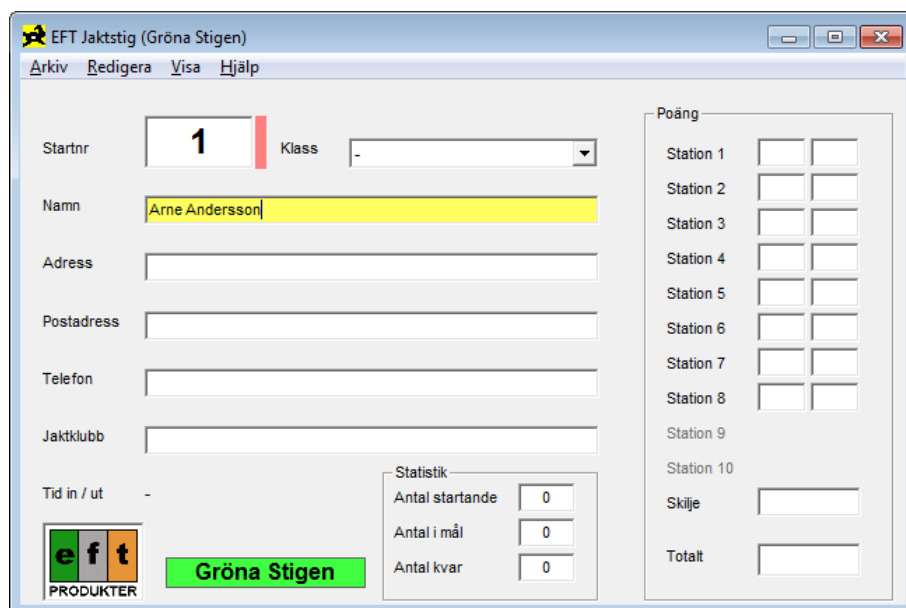 EFT Jaktstig (Gröna Stigen)
Arkiv Redigera Visa Hjälp
Startnr 1 Klass -
Namn Arne Andersson
Adress
Postadress
Telefon
Jaktklubb
Tid in / ut -
eft
PRODUKTER
Gröna Stigen
Statistik
Antal startande 0
Antal i mål 0
Antal kvar 0
Poäng
Station 1
Station 2
Station 3
Station 4
Station 5
Station 6
Station 7
Station 8
Station 9
Station 10
Skilje
Totalt